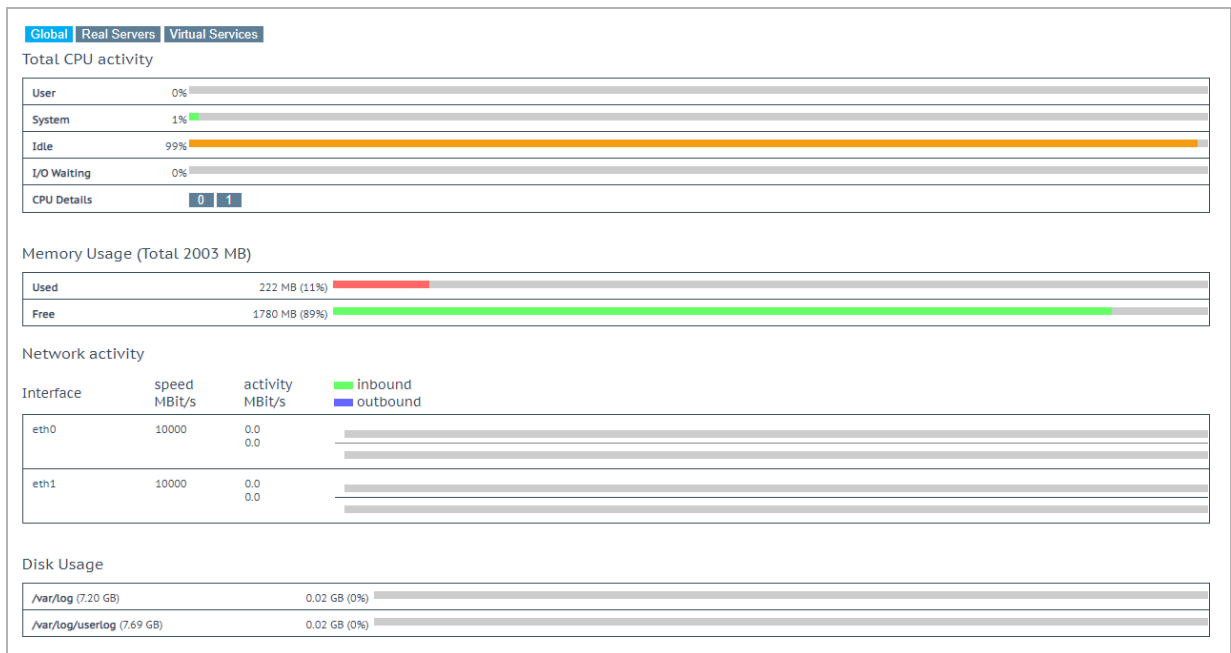 Global Real Servers Virtual Services
Total CPU activity
User 0%
System 1%
Idle 99%
I/O Waiting 0%
CPU Details 0 1
Memory Usage (Total 2003 MB)
Used 222 MB (11%)
Free 1780 MB (89%)
Network activity
Interface speed MBit/s activity MBit/s inbound outbound
eth0 10000 0.0
0.0
eth1 10000 0.0
0.0
Disk Usage
/var/log (7.20 GB) 0.02 GB (0%)
/var/log/userlog (7.69 GB) 0.02 GB (0%)